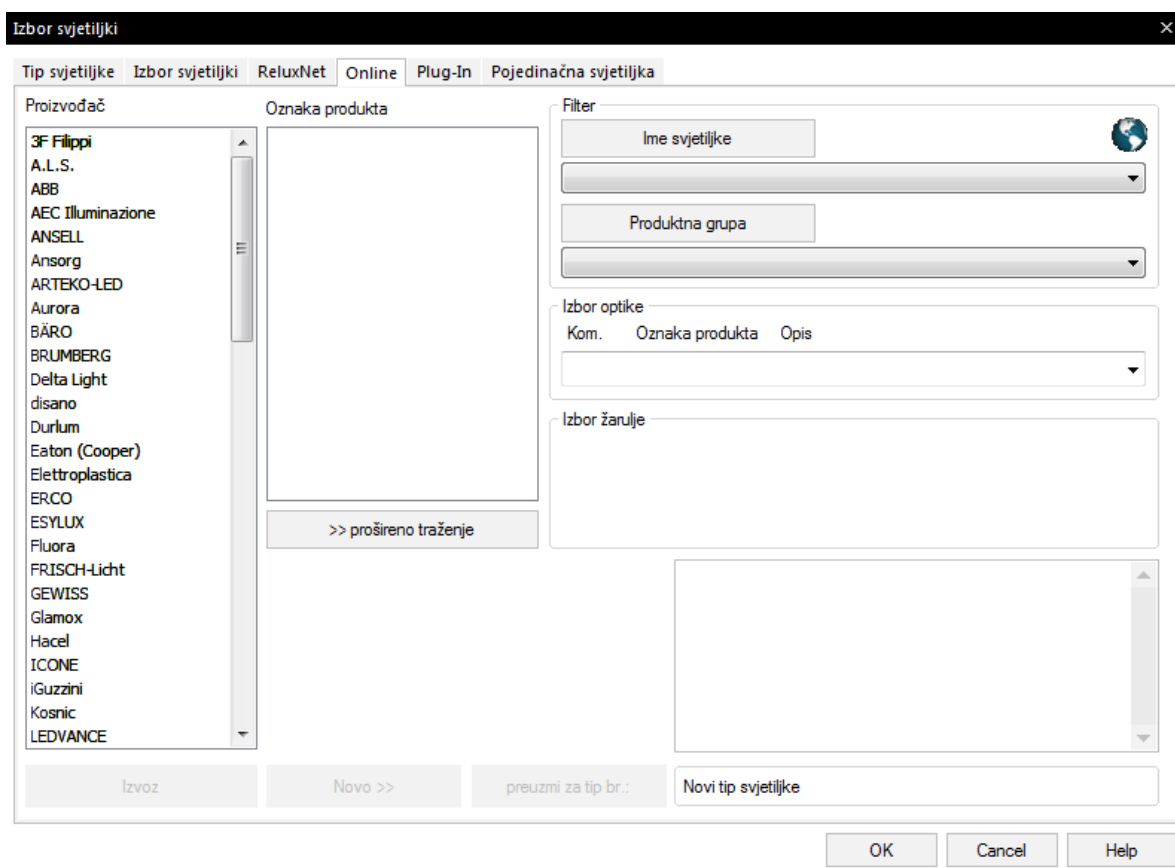 Izbor svjetiljki
Tip svjetiljke Izbor svjetiljki ReluxNet Online Plug-In Pojedinačna svjetiljka
Proizvođač
3F Filippi
A.L.S.
ABB
AEC Illuminazione
ANSELL
Ansorg
ARTEKO-LED
Aurora
BÄRO
BRUMBERG
Delta Light
disano
Durlum
Eaton (Cooper)
Elettroplastica
ERCO
ESYLUX
Fluora
FRISCH-Licht
GEWISS
Glamox
Hacel
ICONE
iGuzzini
Kosnic
LEDVANCE
Oznaka produkta
>> prošireno traženje
Filter
Ime svjetiljke
Produktna grupa
Izbor optike
Kom. Oznaka produkta Opis
Izbor žarulje
Izvoz Novo >> preuzmi za tip br.: Novi tip svjetiljke
OK Cancel Help